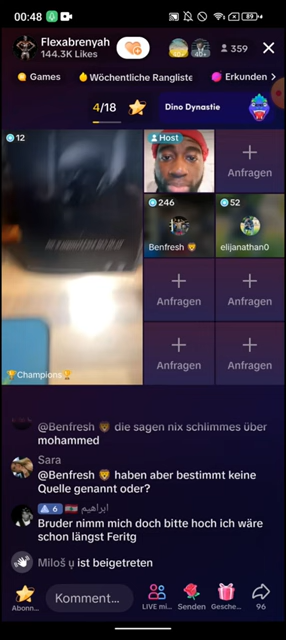 00:48
89
Flexabrenyah
144.3K Likes
359
Games
Wöchentliche Rangliste
Erkunden
4/18
Dino Dynastie
12
Host
Anfragen
246
52
Benfresh
elijanathan0
Anfragen
Anfragen
Anfragen
Anfragen
🏆Champions🏆
@Benfresh 🦁 die sagen nix schlimmes über
mohammed
Sara
@Benfresh 🦁 haben aber bestimmt keine
Quelle genannt oder?
6 ابراهيم
Bruder nimm mich doch bitte hoch ich wäre
schon längst Feritg
Miloš ist beigetreten
Abonn...
Komment...
LIVE mi...
Senden
Gesche...
96